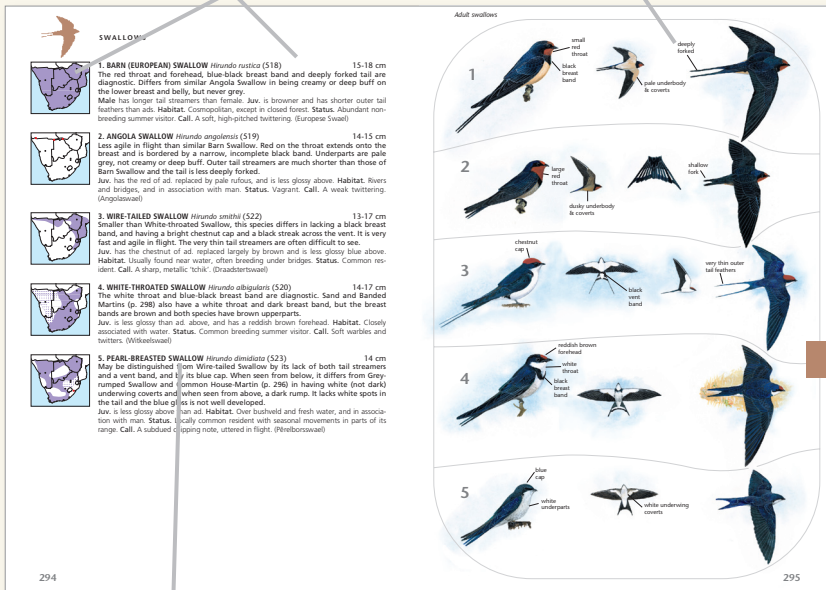 SWALLOWS
1. BARN (EUROPEAN) SWALLOW Hirundo rustica (518) 15-18 cm
The red throat and forehead, blue-black breast band and deeply forked tail are
diagnostic. Differs from similar Angola Swallow in being creamy or deep buff on
the lower breast and belly, but never grey.
Male has longer tail streamers than female. Juv. is browner and has shorter outer tail
feathers than ads. Habitat. Cosmopolitan, except in closed forest. Status. Abundant non-
breeding summer visitor. Call. A soft, high-pitched twittering. (Europese Swael)
2. ANGOLA SWALLOW Hirundo angolensis (519) 14-15 cm
Less agile in flight than similar Barn Swallow. Red on the throat extends onto the
breast and is bordered by a narrow, incomplete black band. Underparts are pale
grey, not creamy or deep buff. Outer tail streamers are much shorter than those of
Barn Swallow and the tail is less deeply forked.
Juv. has the red of ad. replaced by pale rufous, and is less glossy above. Habitat. Rivers
and bridges, and in association with man. Status. Vagrant. Call. A weak twittering.
(Angolaswael)
3. WIRE-TAILED SWALLOW Hirundo smithii (522) 13-17 cm
Smaller than White-throated Swallow, this species differs in lacking a black breast
band, and having a bright chestnut cap and a black streak across the vent. It is very
fast and agile in flight. The very thin tail streamers are often difficult to see.
Juv. has the chestnut of ad. replaced largely by brown and is less glossy blue above.
Habitat. Usually found near water, often breeding under bridges. Status. Common res-
ident. Call. A sharp, metallic 'tchik'. (Draadstertswael)
4. WHITE-THROATED SWALLOW Hirundo albigularis (520) 14-17 cm
The white throat and blue-black breast band are diagnostic. Sand and Banded
Martins (p. 298) also have a white throat and dark breast band, but the breast
bands are brown and both species have brown upperparts.
Juv. is less glossy than ad. above, and has a reddish brown forehead. Habitat. Closely
associated with water. Status. Common breeding summer visitor. Call. Soft warbles and
twitters. (Witkeelswael)
5. PEARL-BREASTED SWALLOW Hirundo dimidiata (523) 14 cm
May be distinguished from Wire-tailed Swallow by its lack of both tail streamers
and a vent band, and by its blue cap. When seen from below, it differs from Grey-
rumped Swallow and Common House-Martin (p. 296) in having white (not dark)
underwing coverts and when seen from above, a dark rump. It lacks white spots in
the tail and the blue gloss is not well developed.
Juv. is less glossy above than ad. Habitat. Over bushveld and fresh water, and in associa-
tion with man. Status. Locally common resident with seasonal movements in parts of its
range. Call. A subdued chipping note, uttered in flight. (Pêrelborsswael)
294
Adult swallows
1
small
red
throat
black
breast
band
pale underbody
& coverts
deeply
forked
2
large
red
throat
dusky underbody
& coverts
shallow
fork
3
chestnut
cap
black
vent
band
very thin outer
tail feathers
4
reddish brown
forehead
white
throat
black
breast
band
5
blue
cap
white
underparts
white underwing
coverts
295